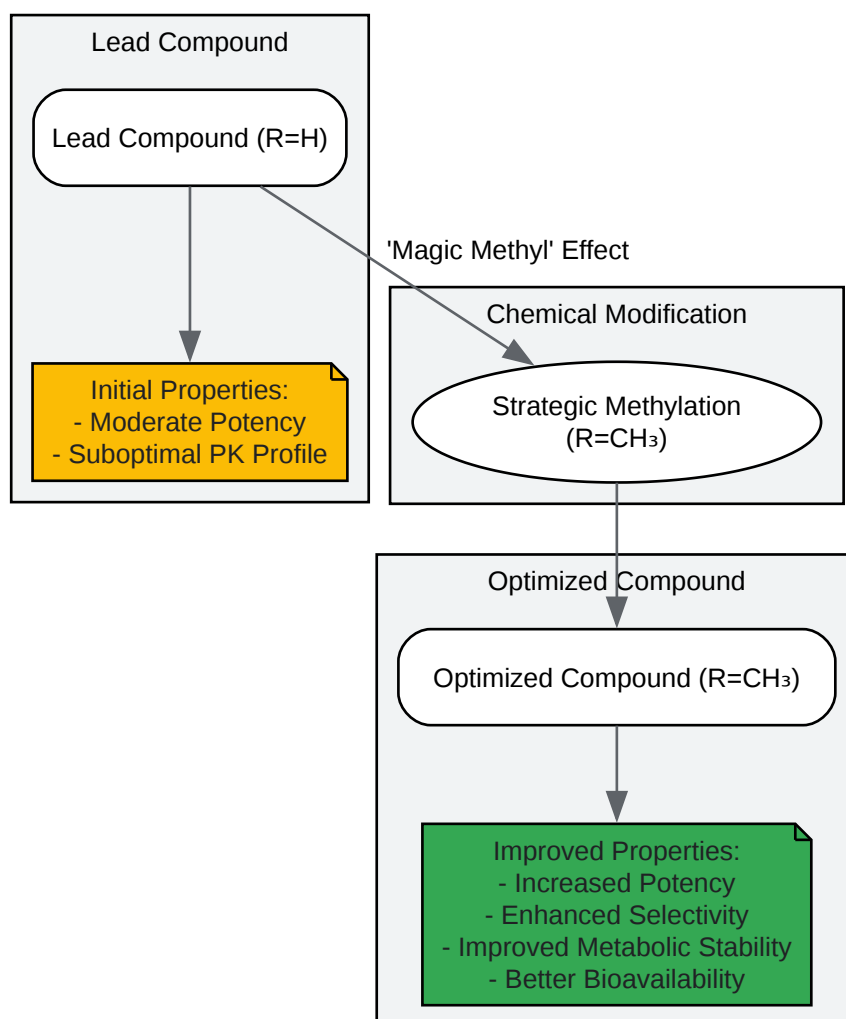 Lead Compound
Lead Compound (R=H)
'Magic Methyl' Effect
Chemical Modification
Initial Properties:
- Moderate Potency
- Suboptimal PK Profile
Strategic Methylation
(R=CH₃)
Optimized Compound
Optimized Compound (R=CH₃)
Improved Properties:
- Increased Potency
- Enhanced Selectivity
- Improved Metabolic Stability
- Better Bioavailability